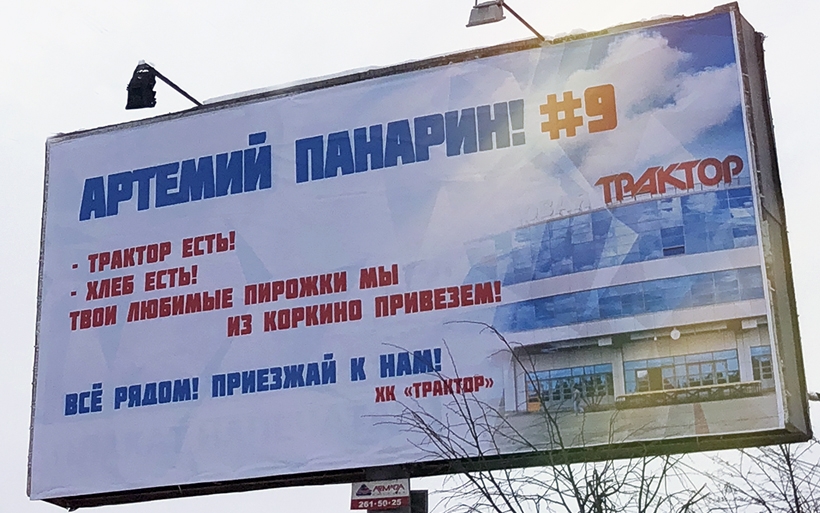 АРТЕМИЙ ПАНАРИН! #9
ТРАКТОР
- ТРАКТОР ЕСТЬ!
- ХЛЕБ ЕСТЬ!
ТВОИ ЛЮБИМЫЕ ПИРОЖКИ МЫ
ИЗ КОРКИНО ПРИВЕЗЕМ!
ВСЁ РЯДОМ! ПРИЕЗЖАЙ К НАМ!
ХК «ТРАКТОР»
АРМАДА
261-50-25